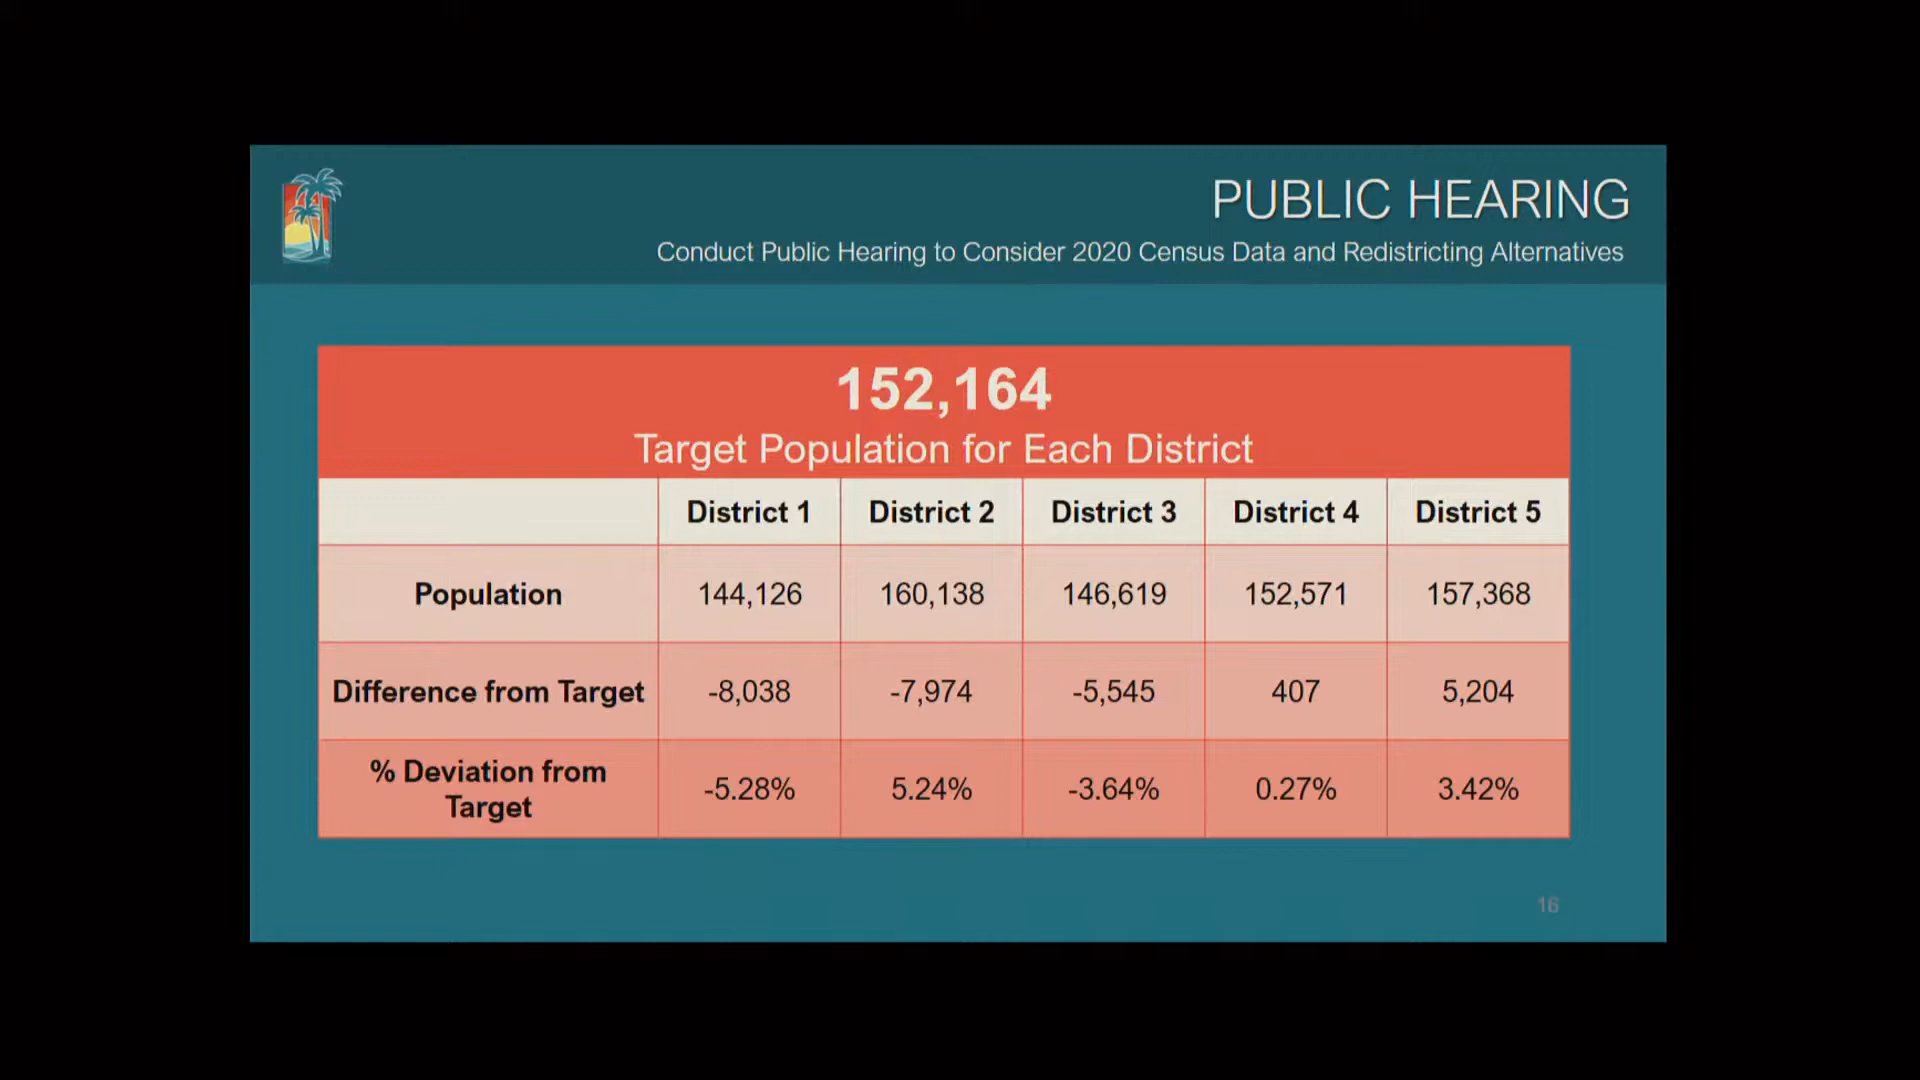 PUBLIC HEARING
Conduct Public Hearing to Consider 2020 Census Data and Redistricting Alternatives
152,164
Target Population for Each District
District 1 District 2 District 3 District 4 District 5
Population 144,126 160,138 146,619 152,571 157,368
Difference from Target -8,038 -7,974 -5,545 407 5,204
% Deviation from
Target -5.28% 5.24% -3.64% 0.27% 3.42%
16